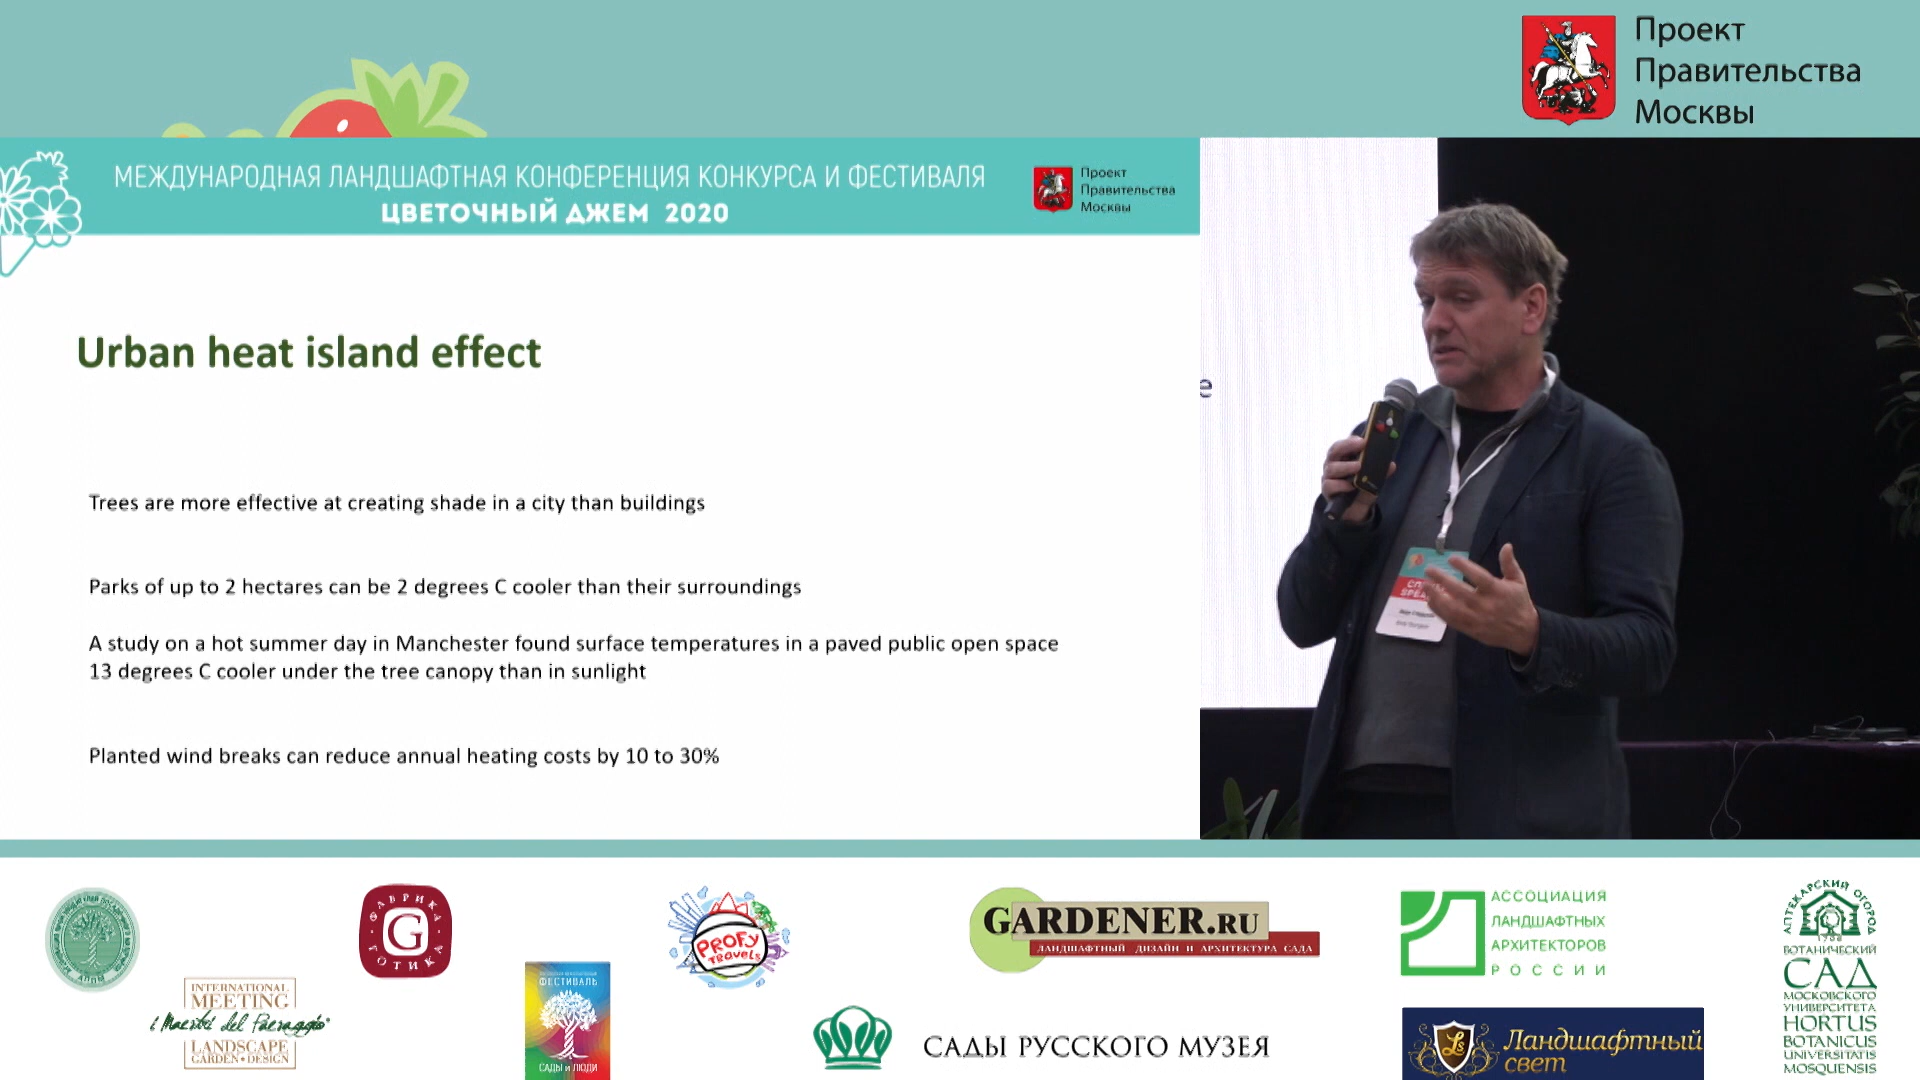 Проект
Правительства
Москвы
МЕЖДУНАРОДНАЯ ЛАНДШАФТНАЯ КОНФЕРЕНЦИЯ КОНКУРСА И ФЕСТИВАЛЯ
ЦВЕТОЧНЫЙ ДЖЕМ 2020
Проект
Правительства
Москвы
Urban heat island effect
Trees are more effective at creating shade in a city than buildings
Parks of up to 2 hectares can be 2 degrees C cooler than their surroundings
A study on a hot summer day in Manchester found surface temperatures in a paved public open space
13 degrees C cooler under the tree canopy than in sunlight
Planted wind breaks can reduce annual heating costs by 10 to 30%
e
ФАБРИКА
G
ГОТИКА
INTERNATIONAL
MEETING
I Maestri del Paesaggio
LANDSCAPE
GARDEN • DESIGN
ФЕСТИВАЛЬ
САДЫ и ЛЮДИ
PROFY
Travels
GARDENER.RU
ЛАНДШАФТНЫЙ ДИЗАЙН И АРХИТЕКТУРА САДА
САДЫ РУССКОГО МУЗЕЯ
АССОЦИАЦИЯ
ЛАНДШАФТНЫХ
АРХИТЕКТОРОВ
РОССИИ
Ls
Ландшафтный
свет
АПТЕКАРСКИЙ ОГОРОД
1706
БОТАНИЧЕСКИЙ
САД
МОСКОВСКОГО
УНИВЕРСИТЕТА
HORTUS
BOTANICUS
UNIVERSITATIS
MOSQUENSIS